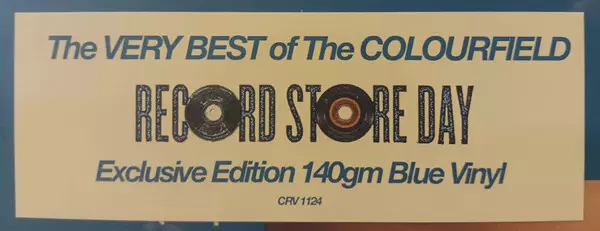 The VERY BEST of The COLOURFIELD
RECORD STORE DAY
Exclusive Edition 140gm Blue Vinyl
CRV 1124